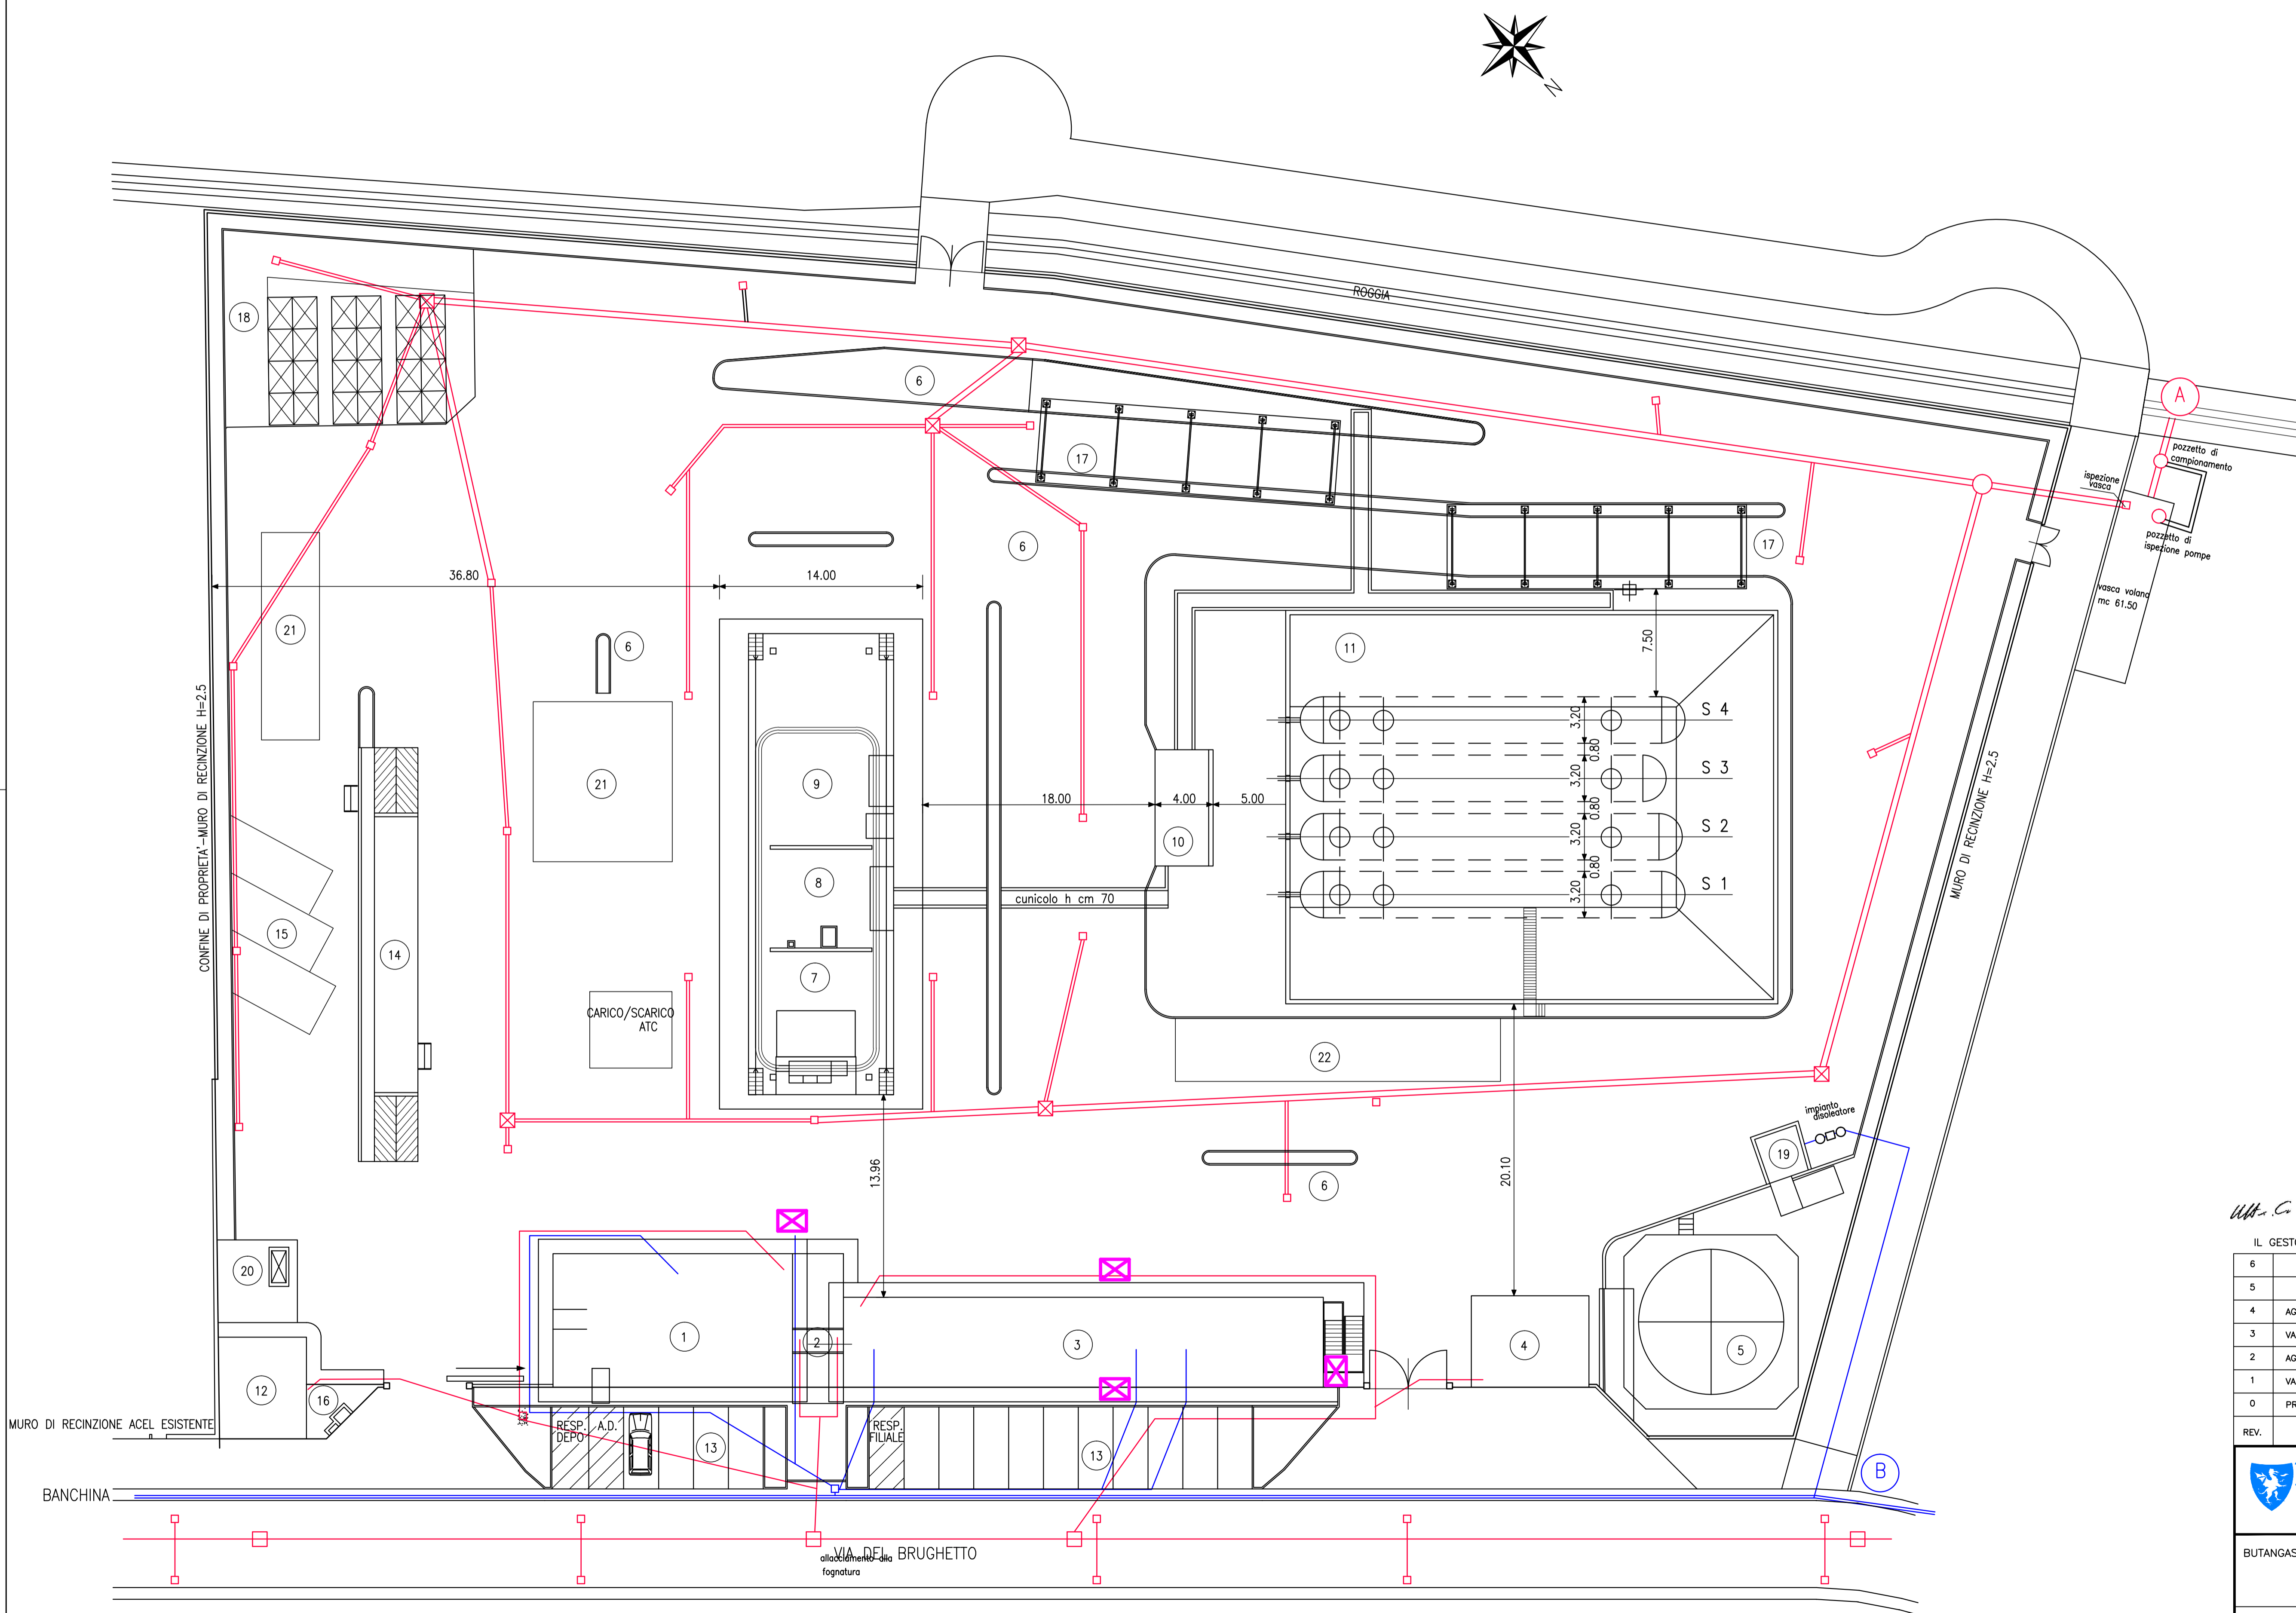 N
ROGGIA
A
pozzetto di
campionamento
ispezione
vasca
pozzetto di
ispezione pompe
vasca volano
mc 61.50
18
6
17
17
6
36.80
14.00
21
6
11
7.50
CONFINE DI PROPRIETA'-MURO DI RECINZIONE H=2.5
S 4
3.20
0.80
S 3
3.20
0.80
S 2
3.20
0.80
S 1
3.20
21
9
18.00
4.00
5.00
10
8
cunicolo h cm 70
MURO DI RECINZIONE H=2.5
15
14
7
CARICO/SCARICO
ATC
22
impianto
disoleatore
19
13.96
20.10
6
20
1
2
3
4
5
12
16
MURO DI RECINZIONE ACEL ESISTENTE
RESP.
DEPO
A.D.
13
RESP.
FILIALE
13
B
BANCHINA
VIA DEL BRUGHETTO
allacciamento alla
fognatura
IL GESTO
6
5
4 AG
3 VA
2 AG
1 VA
0 PR
REV.
BUTANGAS